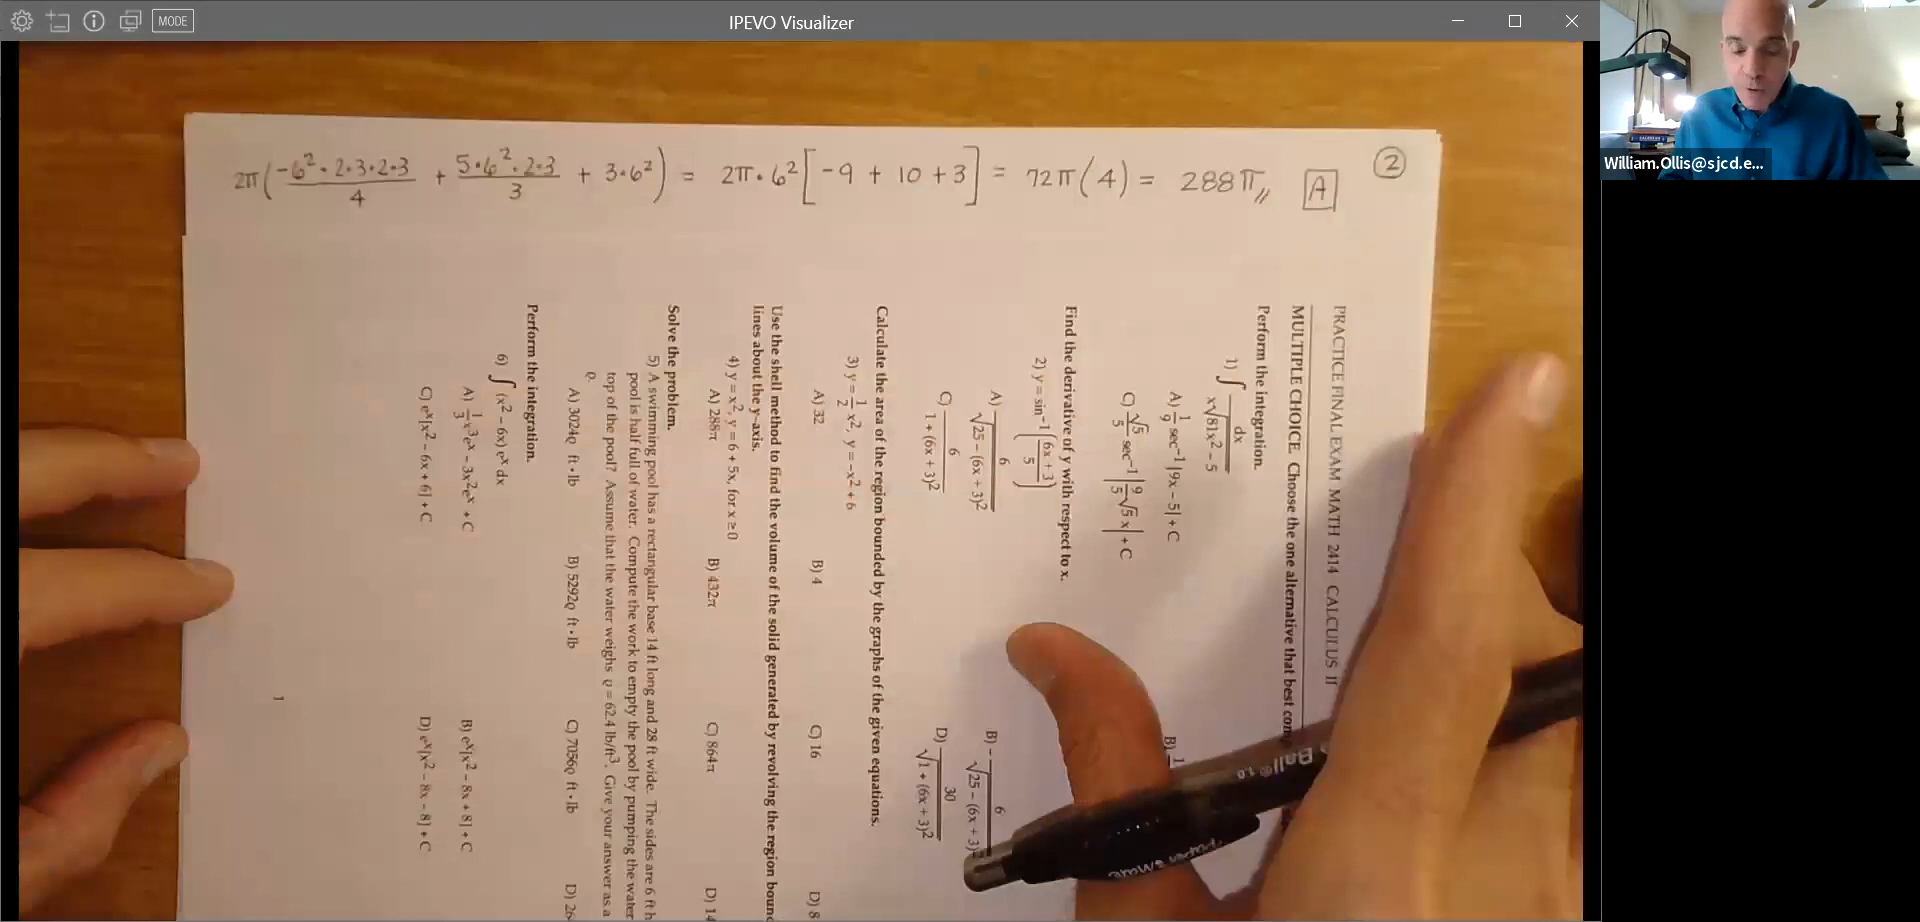 MODE
IPEVO Visualizer
William.Ollis@sjcd.e...
②
2π(-6²·2·3·2·3/4 + 5·6²·2·3/3 + 3·6²) = 2π·6²[-9 + 10 + 3] = 72π(4) = 288π A
PRACTICE FINAL EXAM MATH 2414 CALCULUS II
MULTIPLE CHOICE Choose the one alternative that best
Perform the integration.
1) ∫ dx/(x√(81x² - 5))
A) 1/9 sec⁻¹|9x - 5| + C
B) 1
C) √5/5 sec⁻¹|9/5 √5 x| + C
Find the derivative of y with respect to x.
2) y = sin⁻¹((6x + 3)/5)
A) 6/√(25 - (6x + 3)²)
B) - 6/√(25 - (6x + 3)
C) 6/(1 + (6x + 3)²)
D) 30/√(1 + (6x + 3)²)
Calculate the area of the region bounded by the graphs of the given equations.
3) y = 1/2 x², y = -x² + 6
A) 32 B) 4 C) 16 D) 8
Use the shell method to find the volume of the solid generated by revolving the region
lines about the y-axis.
4) y = x², y = 6 + 5x, for x ≥ 0
A) 288π B) 432π C) 864π D) 14
Solve the problem.
5) A swimming pool has a rectangular base 14 ft long and 28 ft wide. The sides are 6 ft
pool is half full of water. Compute the work to empty the pool by pumping the water
top of the pool? Assume that the water weighs ϱ = 62.4 lb/ft³. Give your answer as a
ϱ.
A) 3024ϱ ft·lb B) 5292ϱ ft·lb C) 7056ϱ ft·lb D) 26
Perform the integration.
6) ∫ (x² - 6x) eˣ dx
A) 1/3 x³eˣ - 3x²eˣ + C B) eˣ[x² - 8x + 8] + C
C) eˣ[x² - 6x + 6] + C D) eˣ[x² - 8x - 8] + C
1
Ball® 1.0